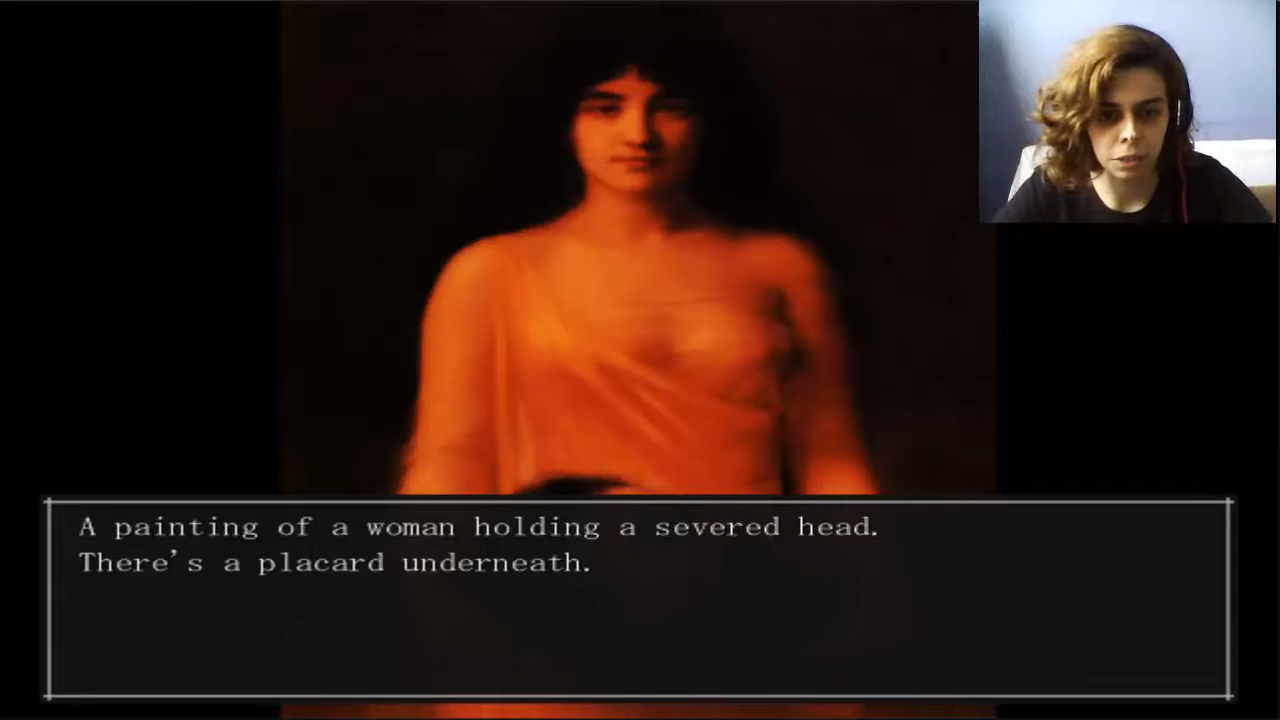 A painting of a woman holding a severed head.
There's a placard underneath.